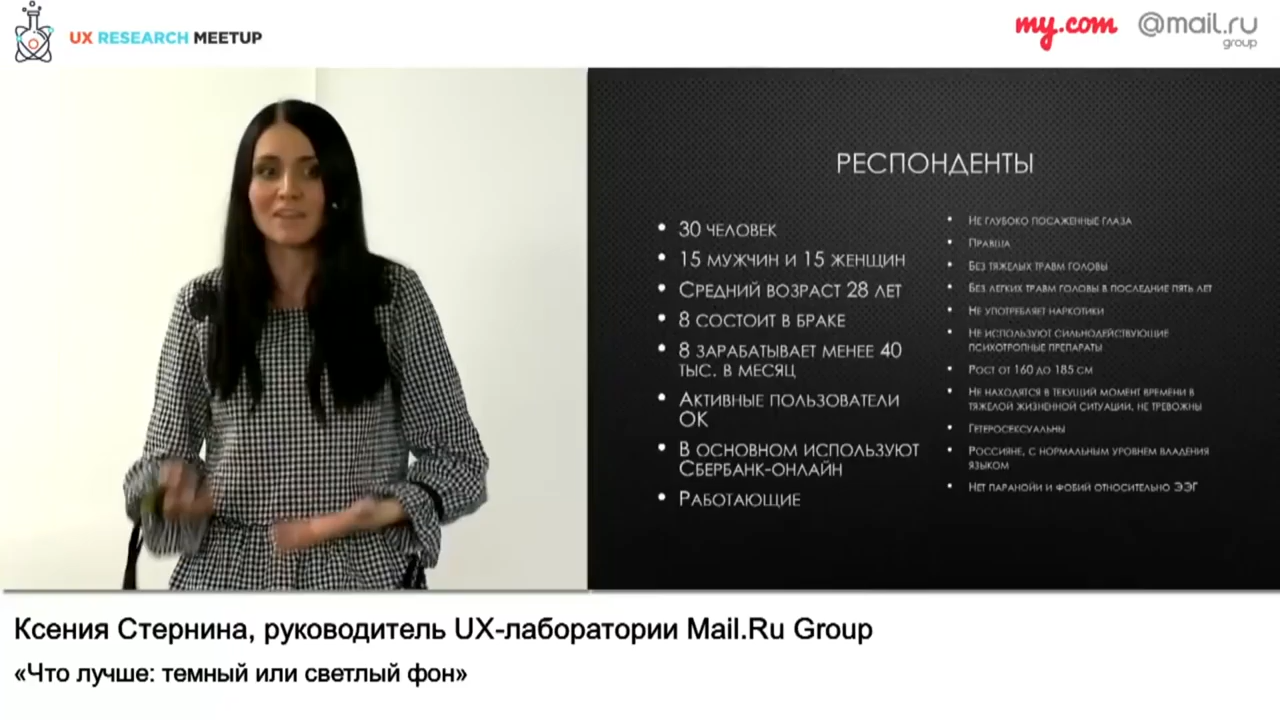 UX RESEARCH MEETUP
my.com @mail.ru
group
РЕСПОНДЕНТЫ
• 30 ЧЕЛОВЕК
• 15 МУЖЧИН И 15 ЖЕНЩИН
• СРЕДНИЙ ВОЗРАСТ 28 ЛЕТ
• 8 СОСТОИТ В БРАКЕ
• 8 ЗАРАБАТЫВАЕТ МЕНЕЕ 40
ТЫС. В МЕСЯЦ
• АКТИВНЫЕ ПОЛЬЗОВАТЕЛИ
ОК
• В ОСНОВНОМ ИСПОЛЬЗУЮТ
СБЕРБАНК-ОНЛАЙН
• РАБОТАЮЩИЕ
• НЕ ГЛУБОКО ПОСАЖЕННЫЕ ГЛАЗА
• ПРАВША
• БЕЗ ТЯЖЕЛЫХ ТРАВМ ГОЛОВЫ
• БЕЗ ЛЕГКИХ ТРАВМ ГОЛОВЫ В ПОСЛЕДНИЕ ПЯТЬ ЛЕТ
• НЕ УПОТРЕБЛЯЕТ НАРКОТИКИ
• НЕ ИСПОЛЬЗУЮТ СИЛЬНОДЕЙСТВУЮЩИЕ
ПСИХОТРОПНЫЕ ПРЕПАРАТЫ
• РОСТ ОТ 160 ДО 185 СМ
• НЕ НАХОДЯТСЯ В ТЕКУЩИЙ МОМЕНТ ВРЕМЕНИ В
ТЯЖЕЛОЙ ЖИЗНЕННОЙ СИТУАЦИИ, НЕ ТРЕВОЖНЫ
• ГЕТЕРОСЕКСУАЛЬНЫ
• РОССИЯНЕ, С НОРМАЛЬНЫМ УРОВНЕМ ВЛАДЕНИЯ
ЯЗЫКОМ
• НЕТ ПАРАНОЙИ И ФОБИЙ ОТНОСИТЕЛЬНО ЭЭГ
Ксения Стернина, руководитель UX-лаборатории Mail.Ru Group
«Что лучше: темный или светлый фон»